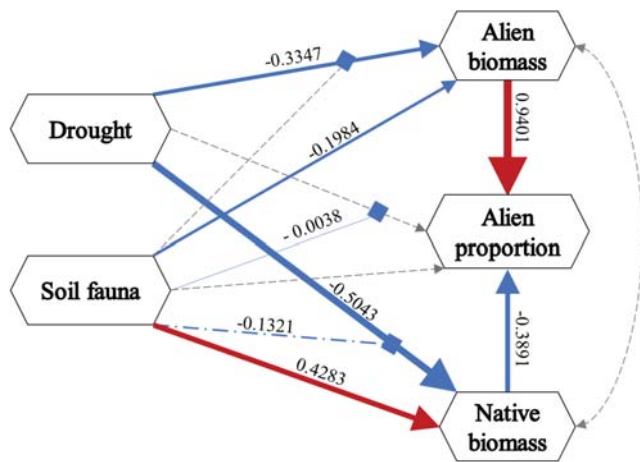 Alien
biomass
-0.3347
Drought
0.9401
-0.1984
Alien
proportion
- 0.0038
Soil fauna
-0.5043
-0.1321
-0.3891
0.4283
Native
biomass